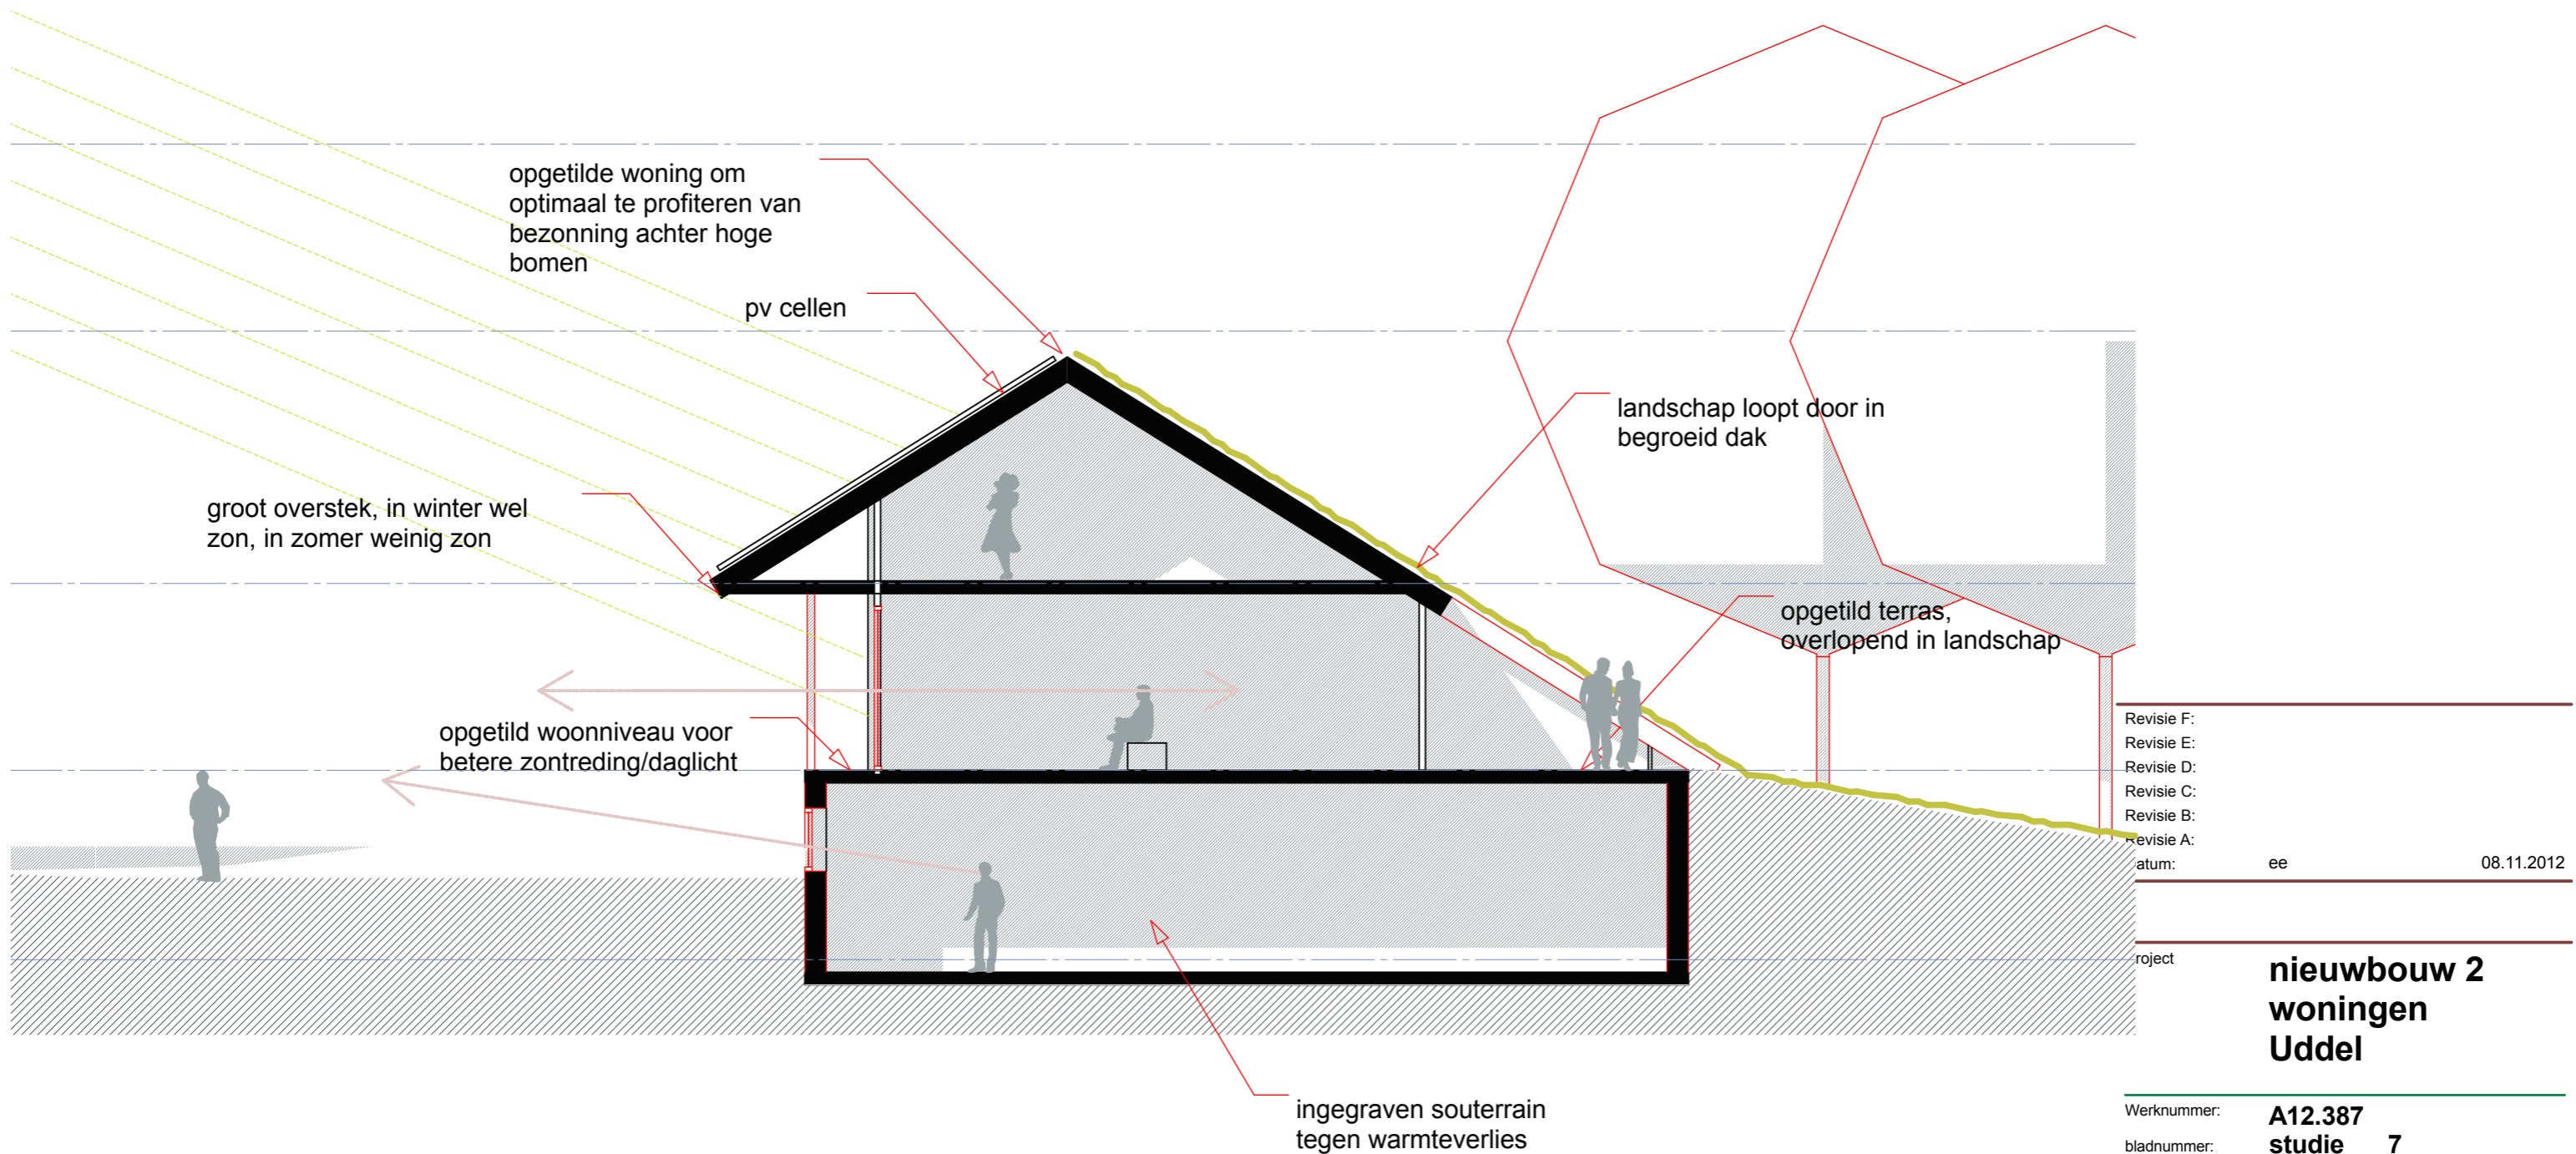 opgetilde woning om
optimaal te profiteren van
bezonning achter hoge
bomen
pv cellen
landschap loopt door in
begroeid dak
groot overstek, in winter wel
zon, in zomer weinig zon
opgetild terras,
overlopend in landschap
opgetild woonniveau voor
betere zontreding/daglicht
ingegraven souterrain
tegen warmteverlies
Revisie F:
Revisie E:
Revisie D:
Revisie C:
Revisie B:
Revisie A:
atum: ee 08.11.2012
roject nieuwbouw 2
woningen
Uddel
Werknummer: A12.387
bladnummer: studie 7